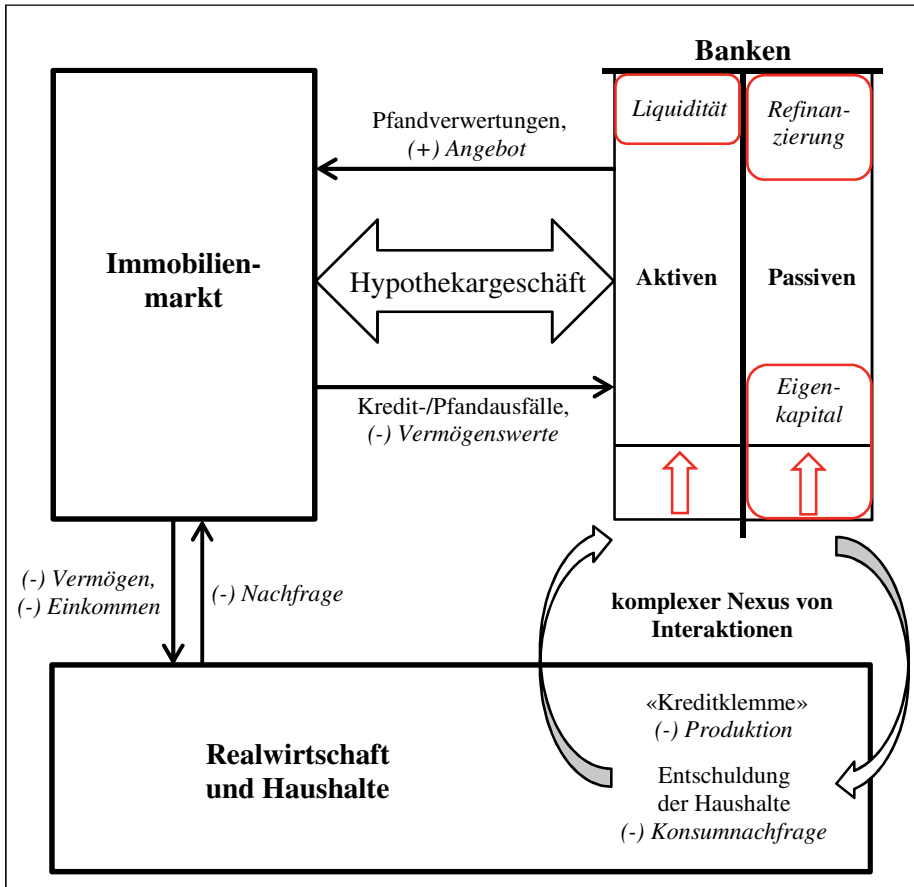 Banken
Liquidität
Refinan-
zierung
Pfandverwertungen,
(+) Angebot
Immobilien-
markt
Hypothekargeschäft
Aktiven
Passiven
Kredit-/Pfandausfälle,
(-) Vermögenswerte
Eigen-
kapital
(-) Vermögen,
(-) Einkommen
(-) Nachfrage
komplexer Nexus von
Interaktionen
Realwirtschaft
und Haushalte
«Kreditklemme»
(-) Produktion
Entschuldung
der Haushalte
(-) Konsumnachfrage